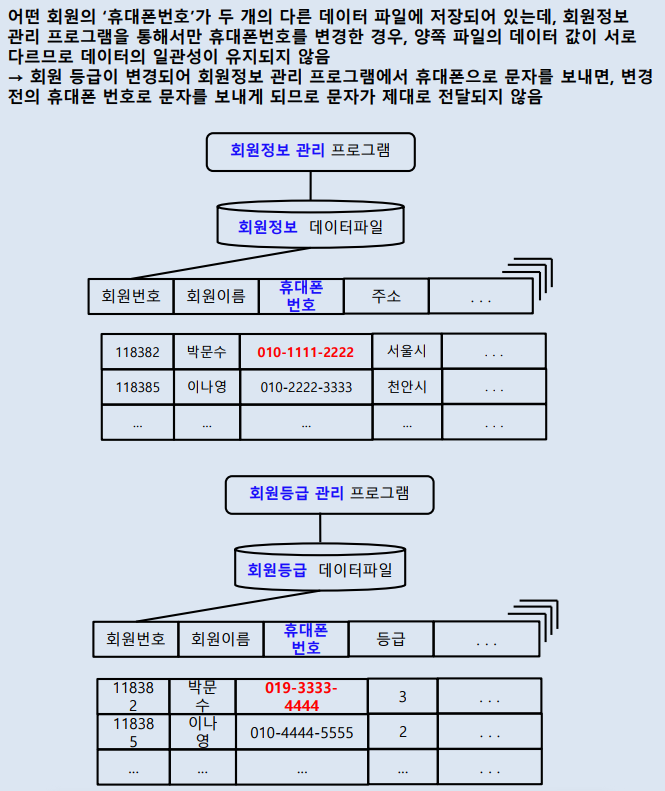 어떤 회원의 ‘휴대폰번호’가 두 개의 다른 데이터 파일에 저장되어 있는데, 회원정보
관리 프로그램을 통해서만 휴대폰번호를 변경한 경우, 양쪽 파일의 데이터 값이 서로
다르므로 데이터의 일관성이 유지되지 않음
→ 회원 등급이 변경되어 회원정보 관리 프로그램에서 휴대폰으로 문자를 보내면, 변경
전의 휴대폰 번호로 문자를 보내게 되므로 문자가 제대로 전달되지 않음
회원정보 관리 프로그램
회원정보 데이터파일
회원번호 회원이름 휴대폰 번호 주소 . . .
118382 박문수 010-1111-2222 서울시 . . .
118385 이나영 010-2222-3333 천안시 . . .
... ... ... ... . . .
회원등급 관리 프로그램
회원등급 데이터파일
회원번호 회원이름 휴대폰 번호 등급 . . .
118382 박문수 019-3333-4444 3 . . .
118385 이나영 010-4444-5555 2 . . .
... ... ... ... . . .